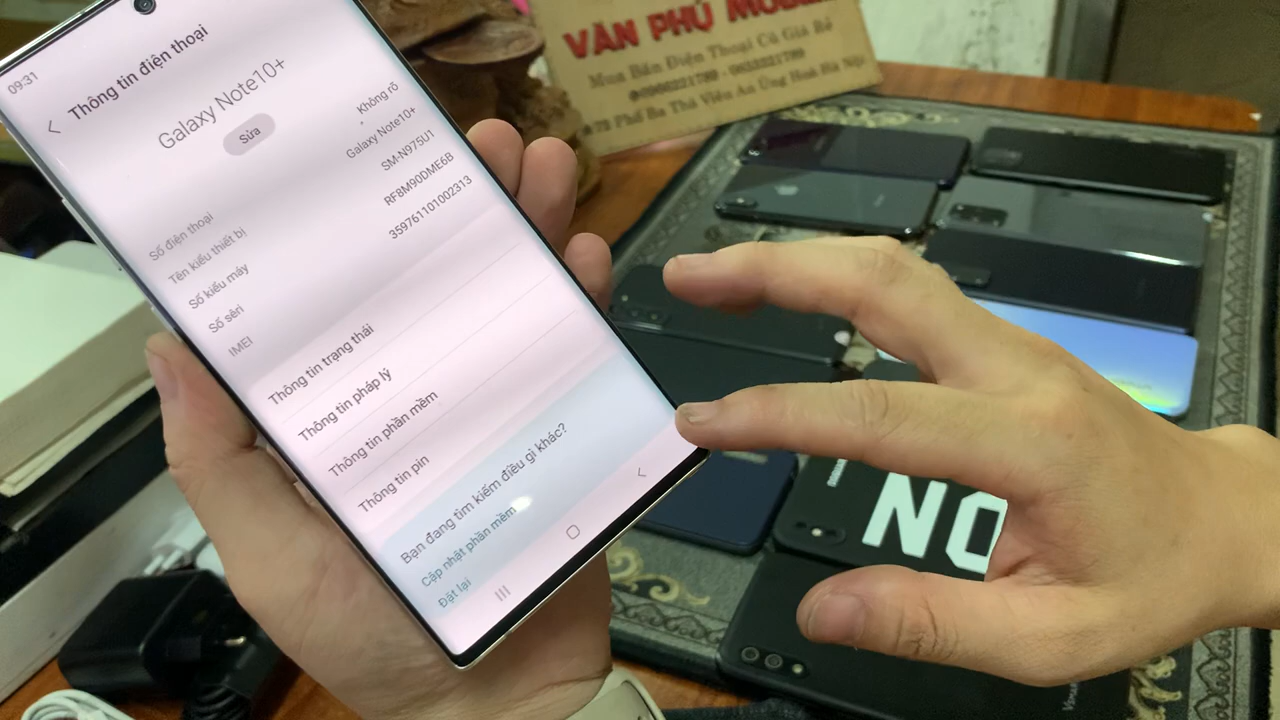 09:31
Thông tin điện thoại
Galaxy Note10+
Sửa
Số điện thoại Không rõ
Tên kiểu thiết bị Galaxy Note10+
Số kiểu máy SM-N975U1
Số sêri RF8M90DME6B
IMEI 359761101002313
Thông tin trạng thái
Thông tin pháp lý
Thông tin phần mềm
Thông tin pin
Bạn đang tìm kiếm điều gì khác?
Cập nhật phần mềm
Đặt lại
VĂN PHÚ
Mua Bán Điện Thoại Cũ Giá Rẻ
NO